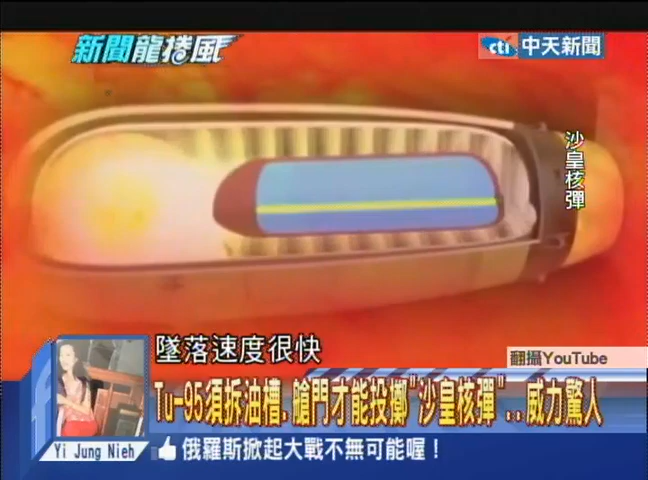 新聞龍捲風
cti 中天新聞
沙皇核彈
墜落速度很快
翻攝YouTube
Tu-95須拆油槽.艙門才能投擲"沙皇核彈"..威力驚人
Yi Jung Nieh
俄羅斯掀起大戰不無可能喔！